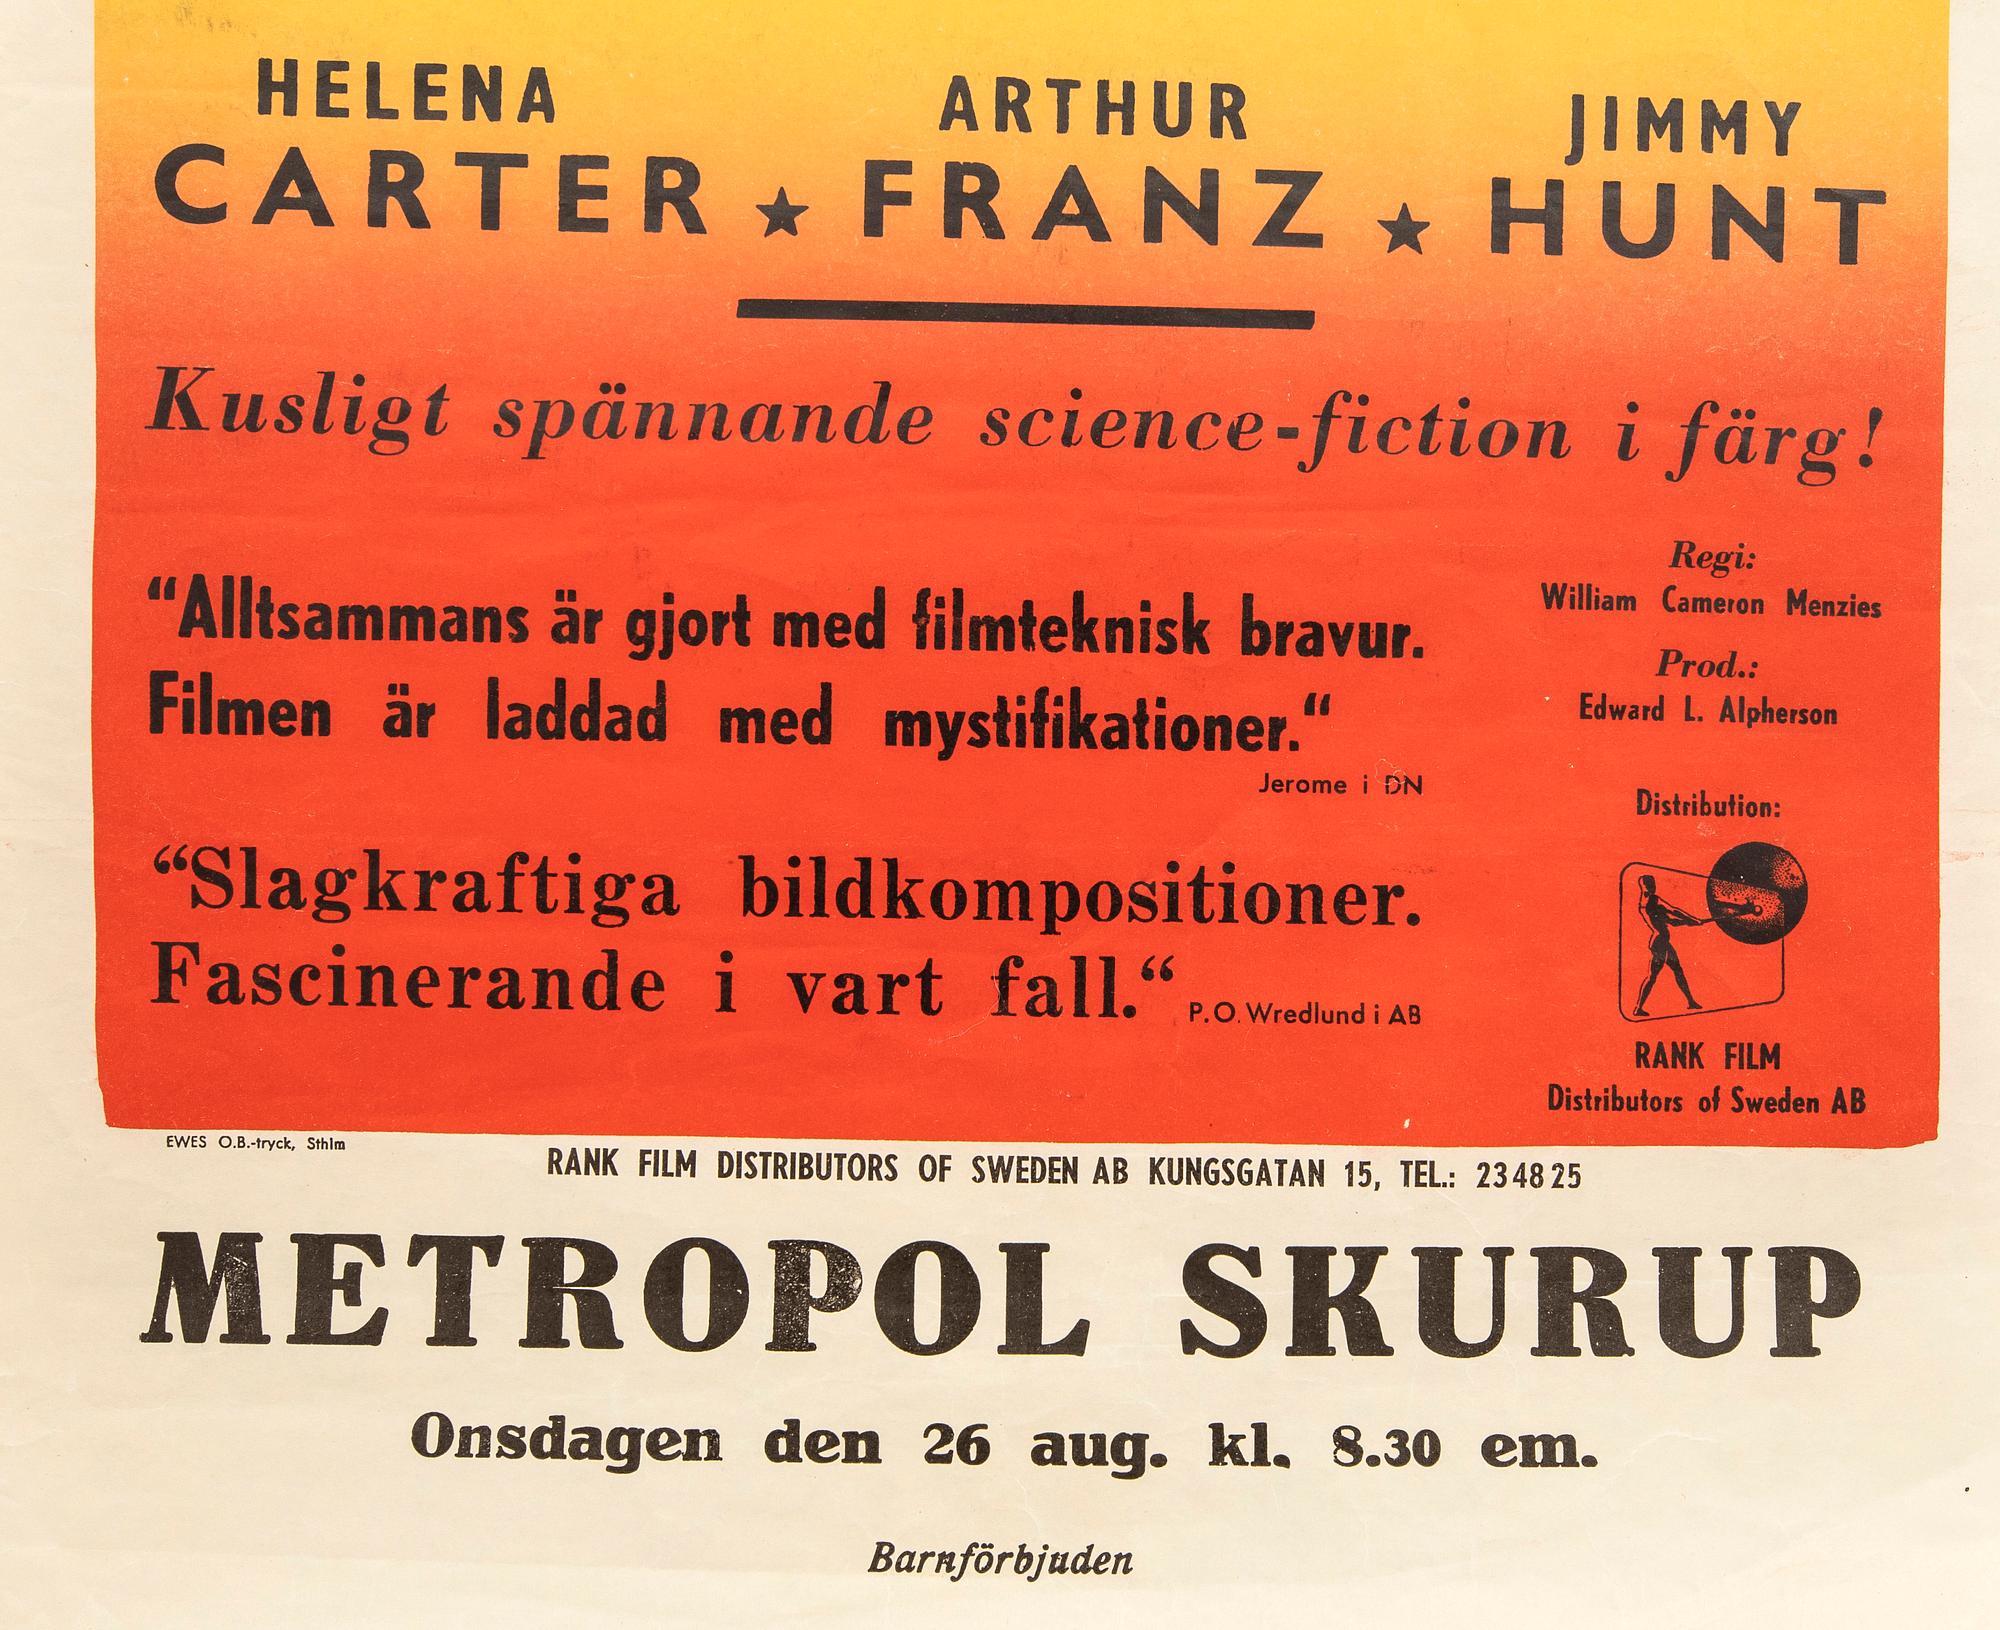 HELENA
CARTER ★ ARTHUR
FRANZ ★ JIMMY
HUNT
Kusligt spännande science-fiction i färg!
“Alltsammans är gjort med filmteknisk bravur.
Filmen är laddad med mystifikationer.“
Jerome i DN
“Slagkraftiga bildkompositioner.
Fascinerande i vart fall.“ P.O. Wredlund i AB
Regi:
William Cameron Menzies
Prod.:
Edward L. Alpherson
Distribution:
RANK FILM
Distributors of Sweden AB
EWES O.B.-tryck, Sthlm
RANK FILM DISTRIBUTORS OF SWEDEN AB KUNGSGATAN 15, TEL.: 23 48 25
METROPOL SKURUP
Onsdagen den 26 aug. kl. 8.30 em.
Barnförbjuden